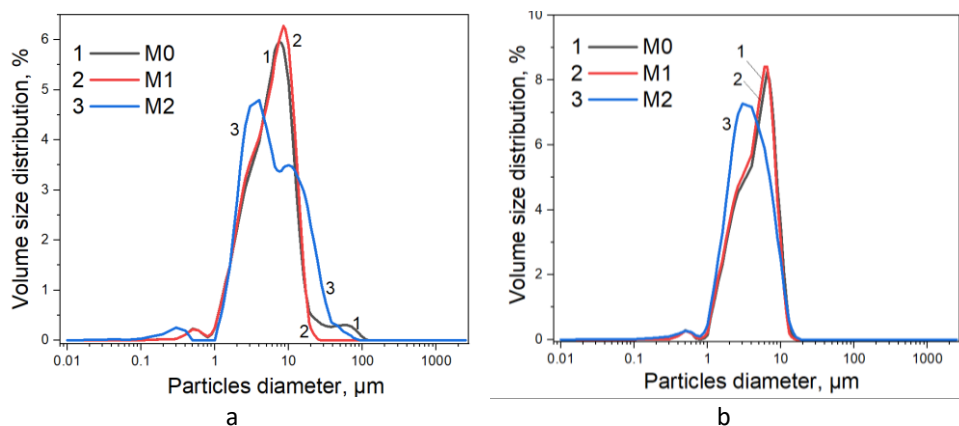 a
b
1 M0
2 M1
3 M2
1
2
3
3
1
2
6
5
4
3
2
1
0
0.01 0.1 1 10 100 1000
Volume size distribution, %
Particles diameter, µm
1 M0
2 M1
3 M2
1
2
3
10
8
6
4
2
0
0.01 0.1 1 10 100 1000
Volume size distribution, %
Particles diameter, µm
a
b